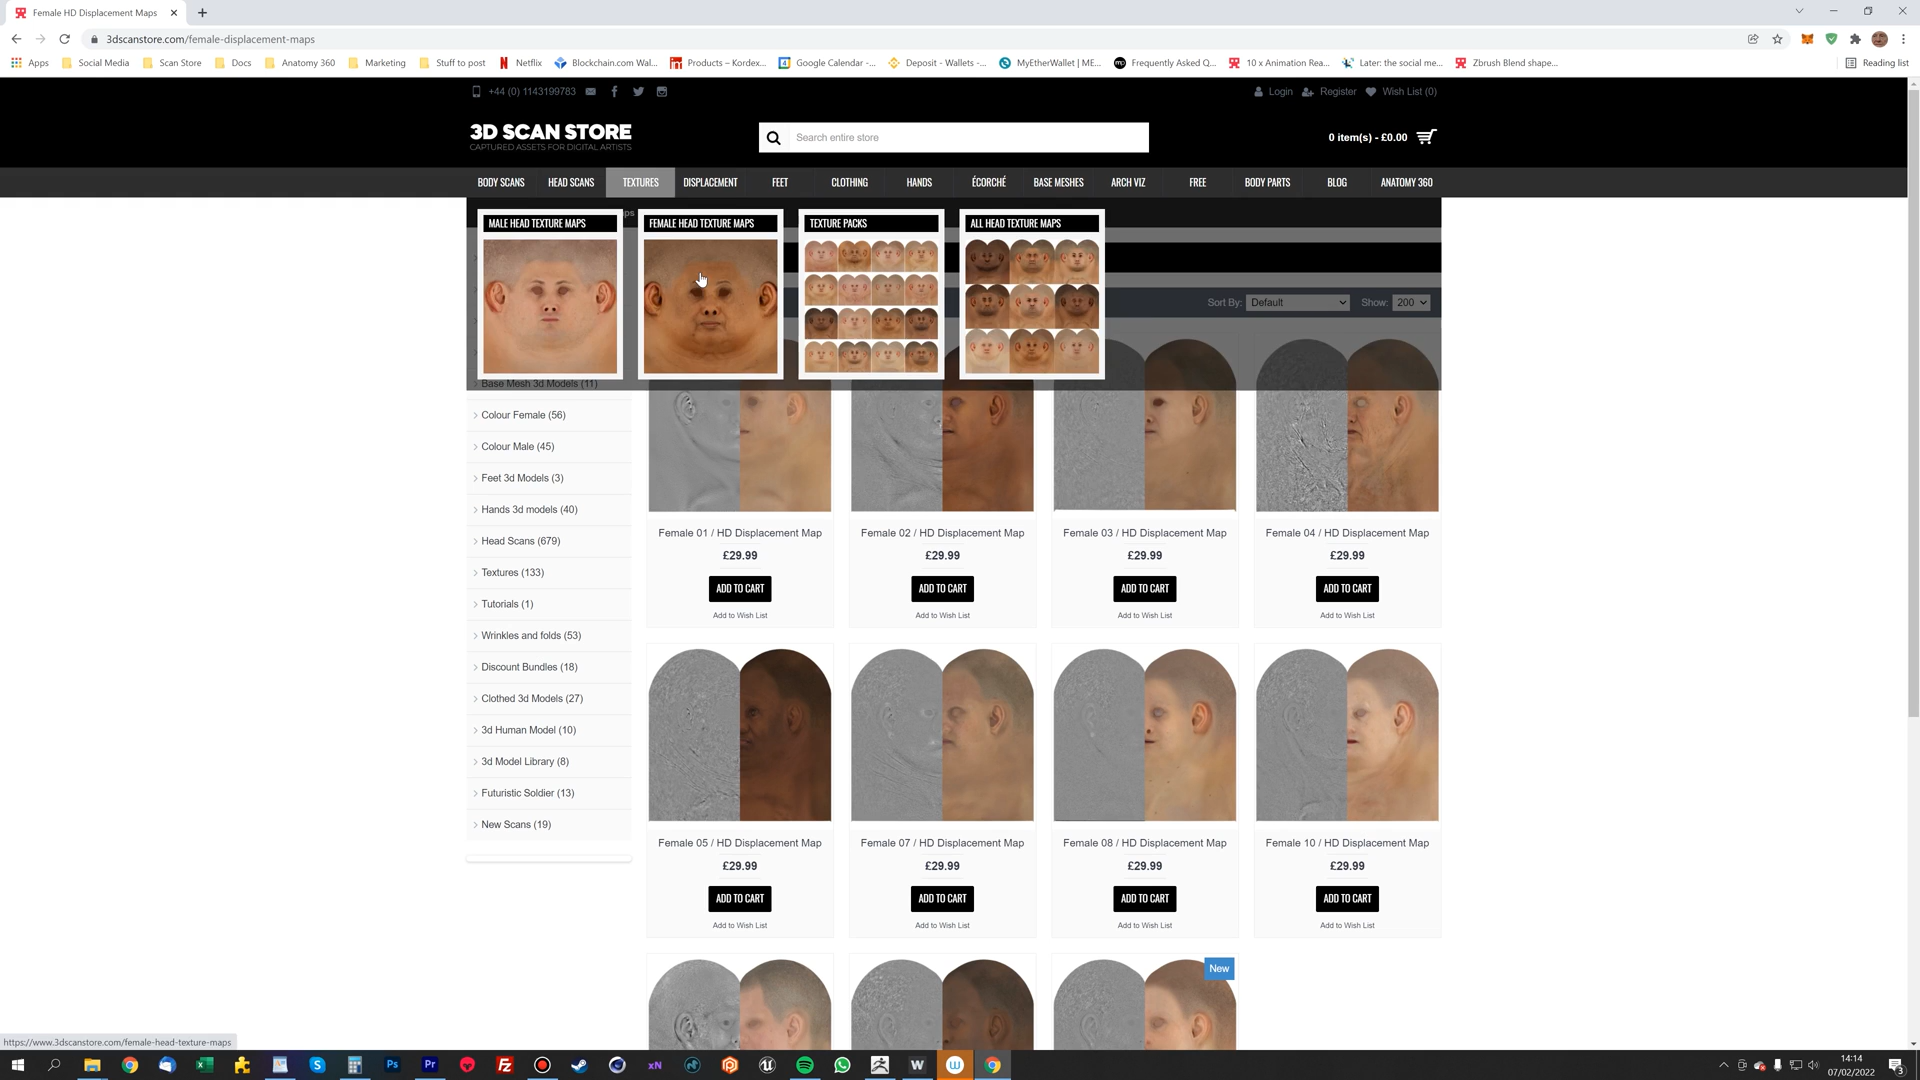 Female HD Displacement Maps
3dscanstore.com/female-displacement-maps
Apps Social Media Scan Store Docs Anatomy 360 Marketing Stuff to post Netflix Blockchain.com Wal... Products – Kordex... Google Calendar -... Deposit - Wallets -... MyEtherWallet | ME... Frequently Asked Q... 10 x Animation Rea... Later: the social me... Zbrush Blend shape... Reading list
+44 (0) 1143199783 Login Register Wish List (0)
3D SCAN STORE
CAPTURED ASSETS FOR DIGITAL ARTISTS
Search entire store
0 item(s) - £0.00
BODY SCANS HEAD SCANS TEXTURES DISPLACEMENT FEET CLOTHING HANDS ÉCORCHÉ BASE MESHES ARCH VIZ FREE BODY PARTS BLOG ANATOMY 360
MALE HEAD TEXTURE MAPS FEMALE HEAD TEXTURE MAPS TEXTURE PACKS ALL HEAD TEXTURE MAPS
Sort By: Default Show: 200
Base Mesh 3d Models (11)
Colour Female (56)
Colour Male (45)
Feet 3d Models (3)
Hands 3d models (40)
Head Scans (679)
Textures (133)
Tutorials (1)
Wrinkles and folds (53)
Discount Bundles (18)
Clothed 3d Models (27)
3d Human Model (10)
3d Model Library (8)
Futuristic Soldier (13)
New Scans (19)
Female 01 / HD Displacement Map Female 02 / HD Displacement Map Female 03 / HD Displacement Map Female 04 / HD Displacement Map
£29.99 £29.99 £29.99 £29.99
ADD TO CART ADD TO CART ADD TO CART ADD TO CART
Add to Wish List Add to Wish List Add to Wish List Add to Wish List
Female 05 / HD Displacement Map Female 07 / HD Displacement Map Female 08 / HD Displacement Map Female 10 / HD Displacement Map
£29.99 £29.99 £29.99 £29.99
ADD TO CART ADD TO CART ADD TO CART ADD TO CART
Add to Wish List Add to Wish List Add to Wish List Add to Wish List
New
https://www.3dscanstore.com/female-head-texture-maps
14:14
07/02/2022